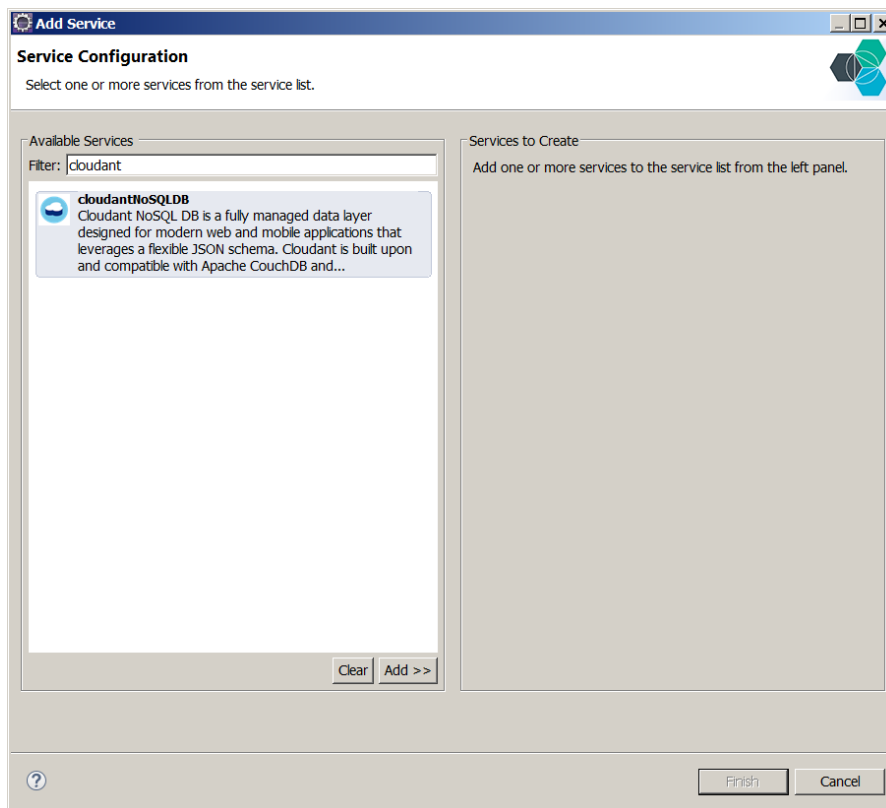 Add Service
Service Configuration
Select one or more services from the service list.
Available Services
Filter: cloudant
cloudantNoSQLDB
Cloudant NoSQL DB is a fully managed data layer
designed for modern web and mobile applications that
leverages a flexible JSON schema. Cloudant is built upon
and compatible with Apache CouchDB and...
Clear
Add >>
Services to Create
Add one or more services to the service list from the left panel.
?
Finish
Cancel